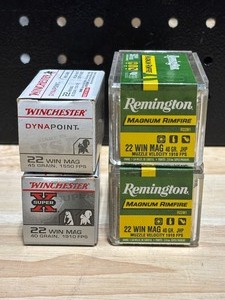 WINCHESTER
DYNAPOINT
22 WIN MAG
45 GRAIN, 1550 FPS
WINCHESTER
SUPER
X
22 WIN MAG
40 GRAIN, 1910 FPS
Remington
MAGNUM RIMFIRE
22 WIN MAG 40 GR. JHP
MUZZLE VELOCITY 1910 FPS
Remington
MAGNUM RIMFIRE
22 WIN MAG 40 GR. JHP
MUZZLE VELOCITY 1910 FPS